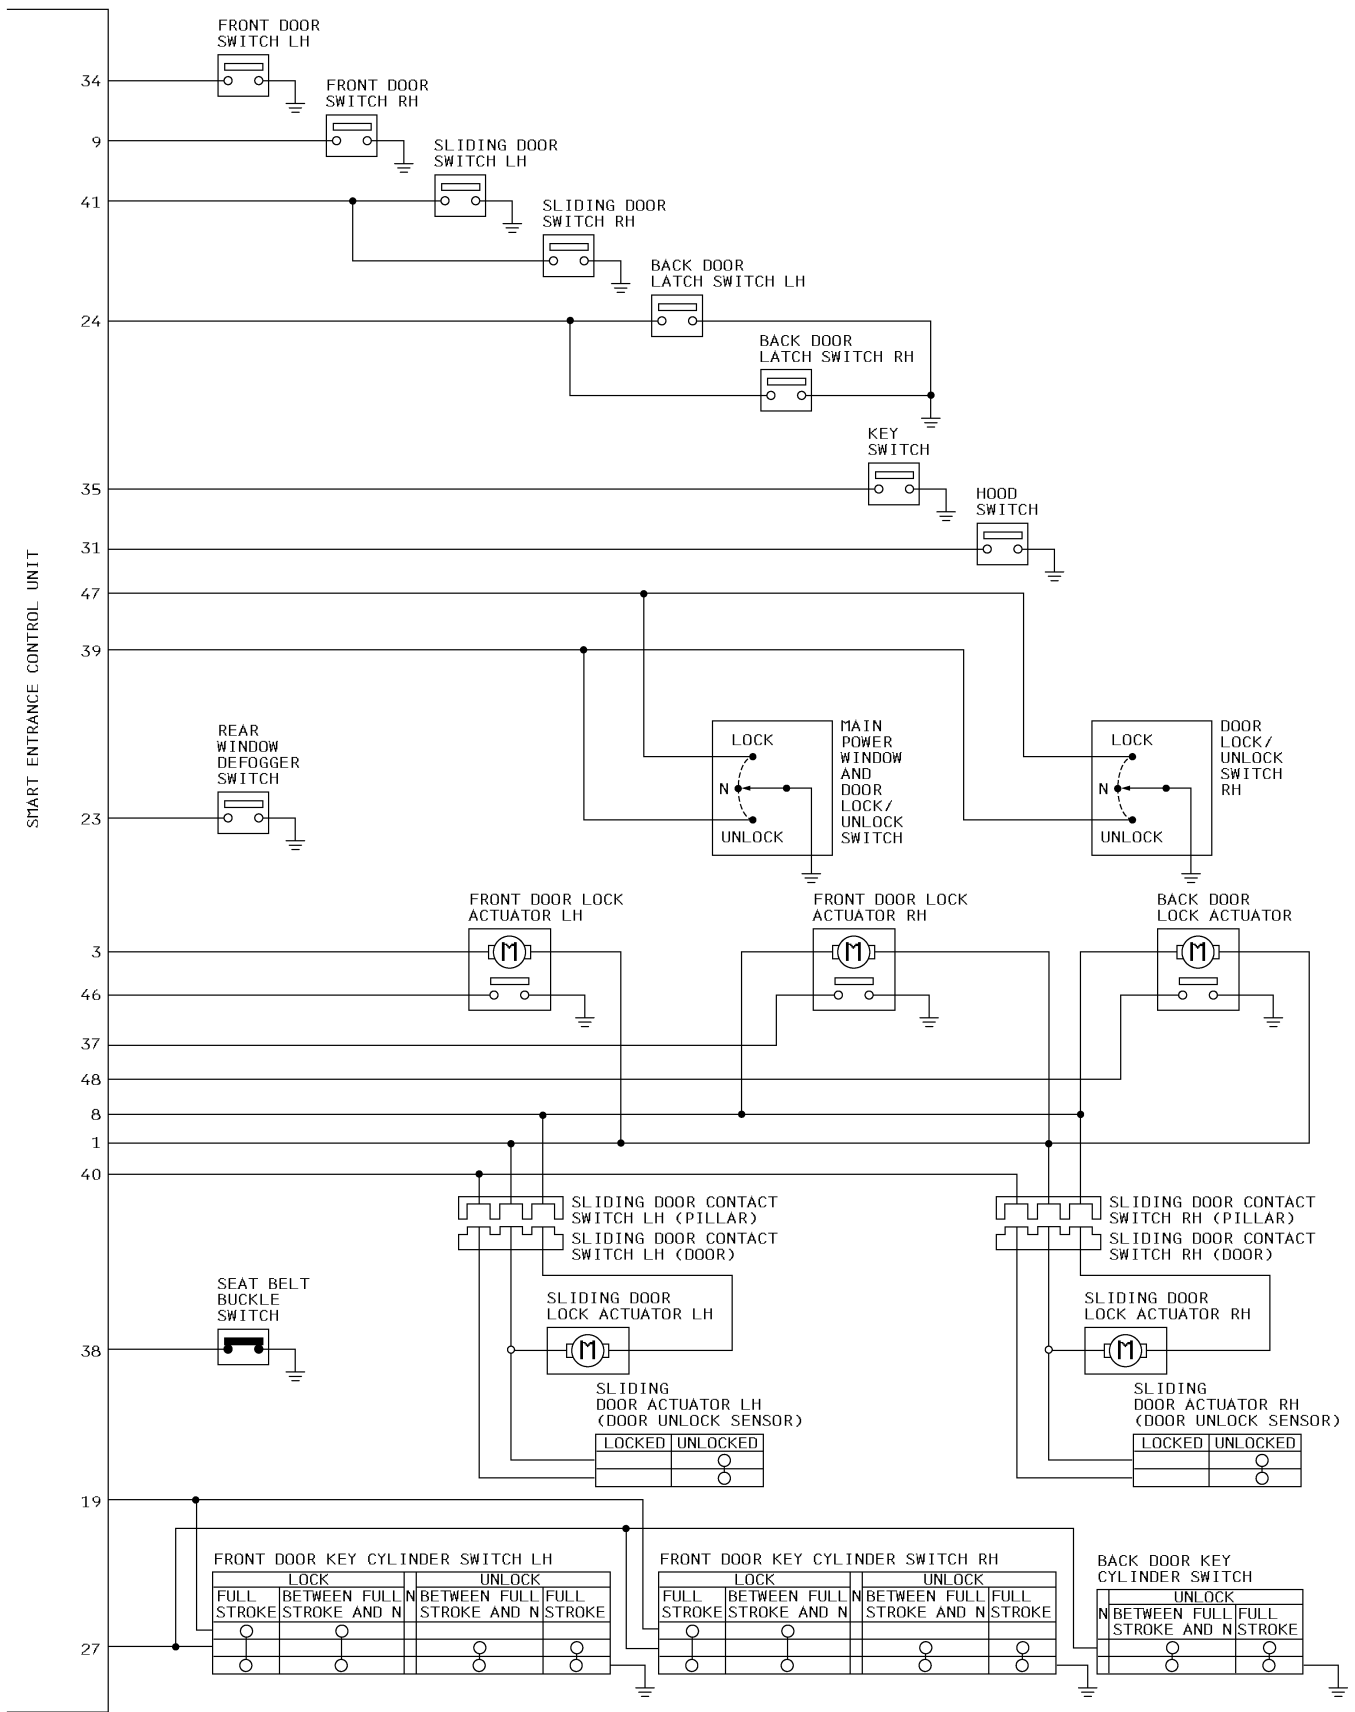 FRONT DOOR
SWITCH LH
34
FRONT DOOR
SWITCH RH
9
SLIDING DOOR
SWITCH LH
41
SLIDING DOOR
SWITCH RH
BACK DOOR
LATCH SWITCH LH
24
BACK DOOR
LATCH SWITCH RH
KEY
SWITCH
35
HOOD
SWITCH
31
47
39
SMART ENTRANCE CONTROL UNIT
REAR
WINDOW
DEFOGGER
SWITCH
23
LOCK
N
UNLOCK
MAIN
POWER
WINDOW
AND
DOOR
LOCK/
UNLOCK
SWITCH
LOCK
N
UNLOCK
DOOR
LOCK/
UNLOCK
SWITCH
RH
FRONT DOOR LOCK
ACTUATOR LH
FRONT DOOR LOCK
ACTUATOR RH
BACK DOOR
LOCK ACTUATOR
3
M
M
M
46
37
48
8
1
40
SLIDING DOOR CONTACT
SWITCH LH (PILLAR)
SLIDING DOOR CONTACT
SWITCH LH (DOOR)
SLIDING DOOR CONTACT
SWITCH RH (PILLAR)
SLIDING DOOR CONTACT
SWITCH RH (DOOR)
SEAT BELT
BUCKLE
SWITCH
38
SLIDING DOOR
LOCK ACTUATOR LH
M
SLIDING DOOR
LOCK ACTUATOR RH
M
SLIDING
DOOR ACTUATOR LH
(DOOR UNLOCK SENSOR)
LOCKED UNLOCKED
SLIDING
DOOR ACTUATOR RH
(DOOR UNLOCK SENSOR)
LOCKED UNLOCKED
19
27
FRONT DOOR KEY CYLINDER SWITCH LH
LOCK UNLOCK
FULL BETWEEN FULL N BETWEEN FULL FULL
STROKE STROKE AND N STROKE AND N STROKE
FRONT DOOR KEY CYLINDER SWITCH RH
LOCK UNLOCK
FULL BETWEEN FULL N BETWEEN FULL FULL
STROKE STROKE AND N STROKE AND N STROKE
BACK DOOR KEY
CYLINDER SWITCH
UNLOCK
N BETWEEN FULL FULL
STROKE AND N STROKE